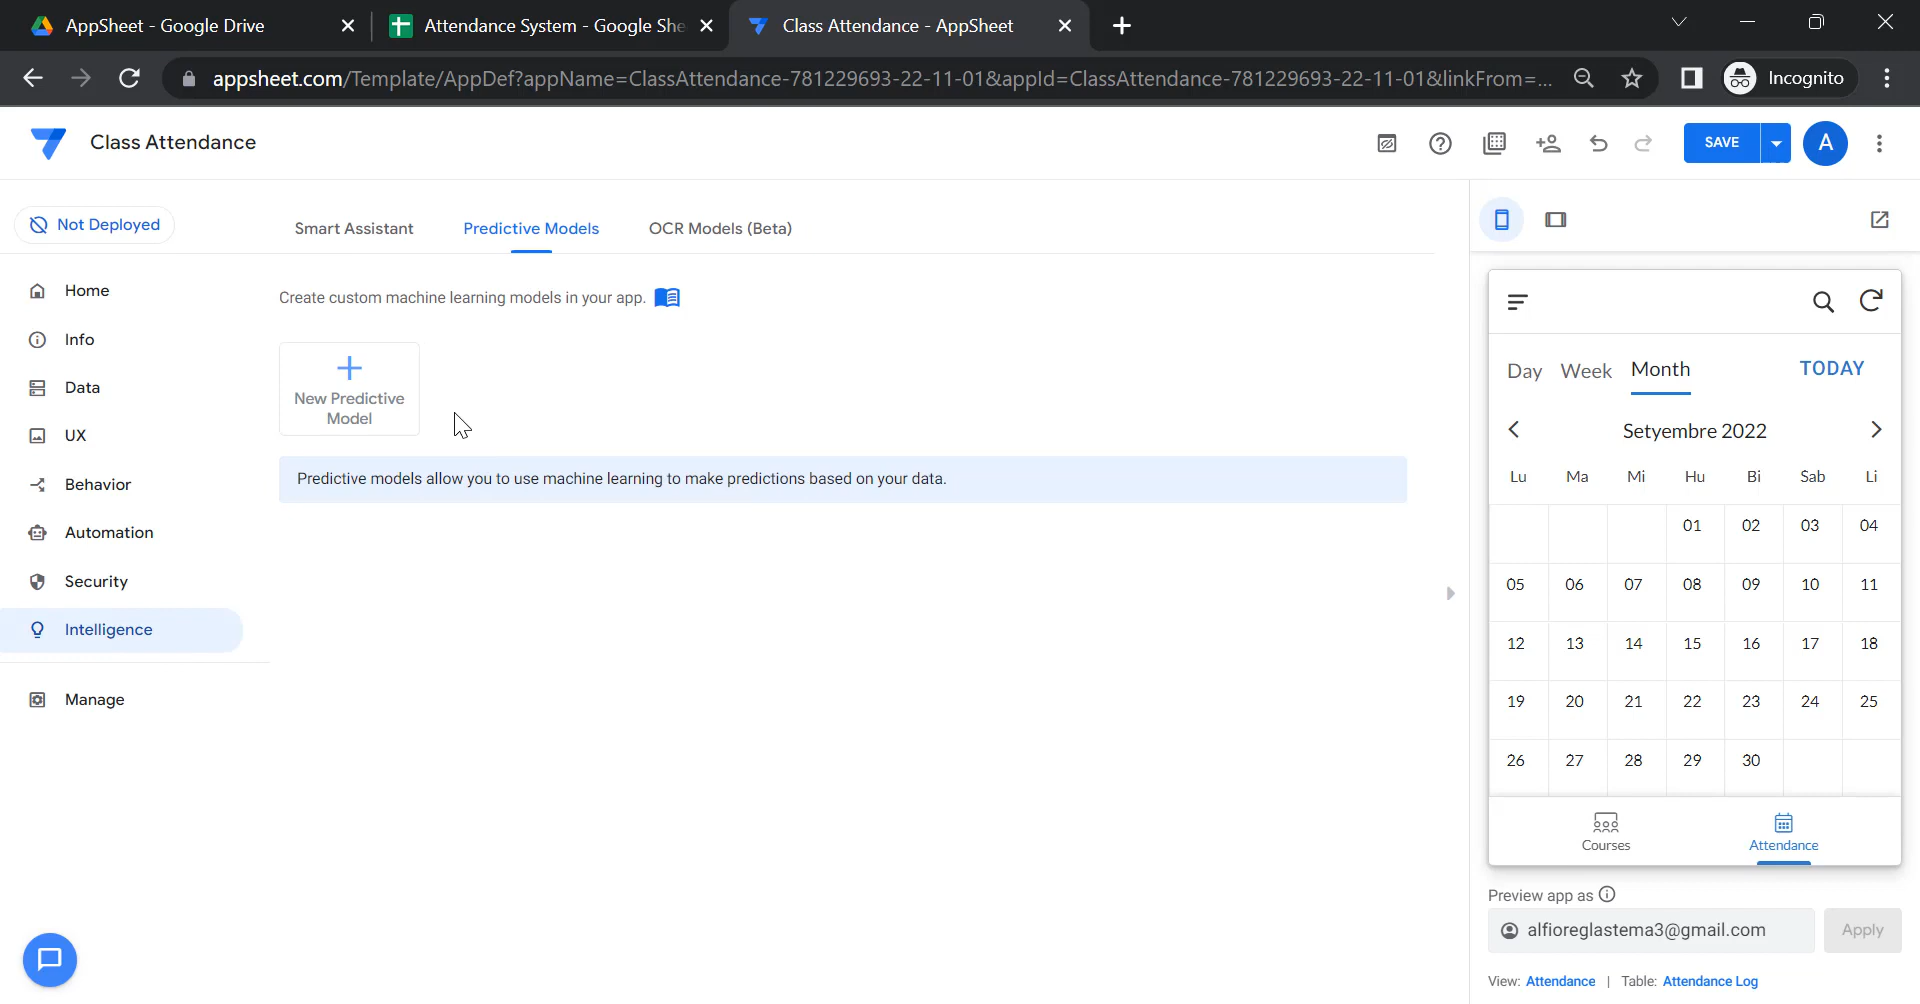 AppSheet - Google Drive
Attendance System - Google She
Class Attendance - AppSheet
appsheet.com/Template/AppDef?appName=ClassAttendance-781229693-22-11-01&appId=ClassAttendance-781229693-22-11-01&linkFrom=...
Incognito
Class Attendance
SAVE
A
Not Deployed
Smart Assistant
Predictive Models
OCR Models (Beta)
Home
Info
Data
UX
Behavior
Automation
Security
Intelligence
Manage
Create custom machine learning models in your app.
New Predictive
Model
Predictive models allow you to use machine learning to make predictions based on your data.
Day Week Month TODAY
Setyembre 2022
Lu Ma Mi Hu Bi Sab Li
01 02 03 04
05 06 07 08 09 10 11
12 13 14 15 16 17 18
19 20 21 22 23 24 25
26 27 28 29 30
Courses
Attendance
Preview app as
alfioreglastema3@gmail.com
Apply
View: Attendance | Table: Attendance Log